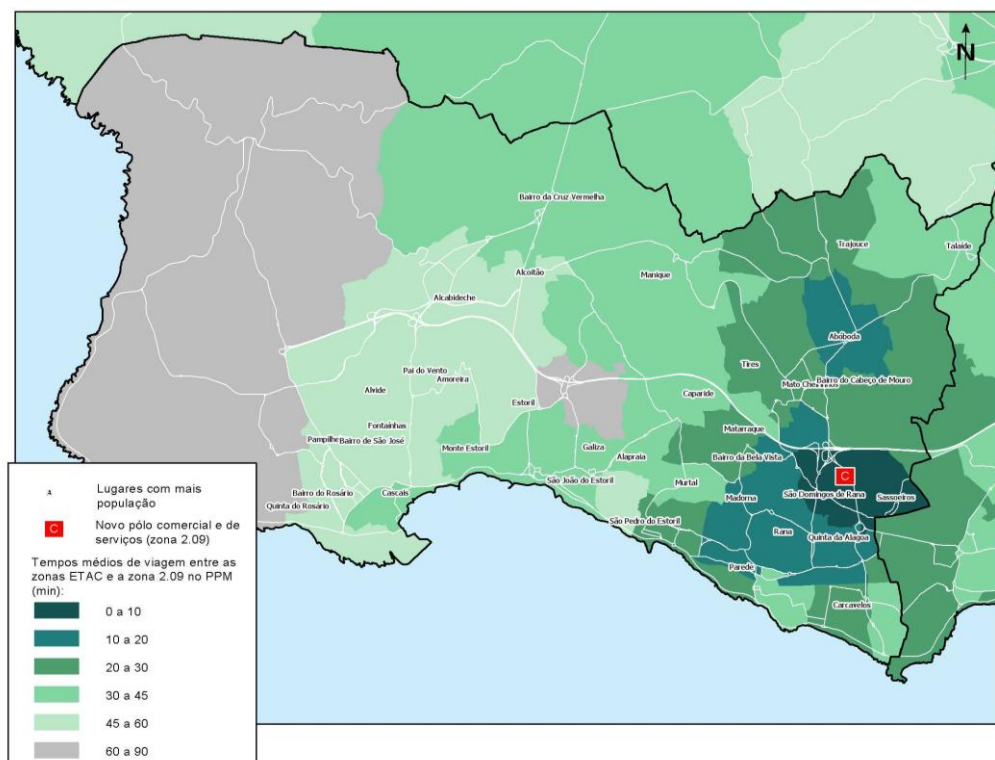 N
Bairro da Cruz Vermelha
Trajouce
Talaíde
Alcoitão
Manique
Alcabideche
Abóboda
Pai do Vento
Amoreira
Tires
Alvide
Mato Cheirinhos
Bairro do Cabeço de Mouro
Estoril
Caparide
Fontaínhas
Matarraque
Pampilheira
Bairro de São José
Monte Estoril
Galiza
Alapraia
Bairro da Bela Vista
C
São João do Estoril
Murtal
Madorna
São Domingos de Rana
Sassoeiros
Bairro do Rosário
Cascais
Quinta do Rosário
São Pedro do Estoril
Rana
Quinta da Alagoa
Parede
Carcavelos
A
Lugares com mais
população
C
Novo pólo comercial e de
serviços (zona 2.09)
Tempos médios de viagem entre as
zonas ETAC e a zona 2.09 no PPM
(min):
0 a 10
10 a 20
20 a 30
30 a 45
45 a 60
60 a 90